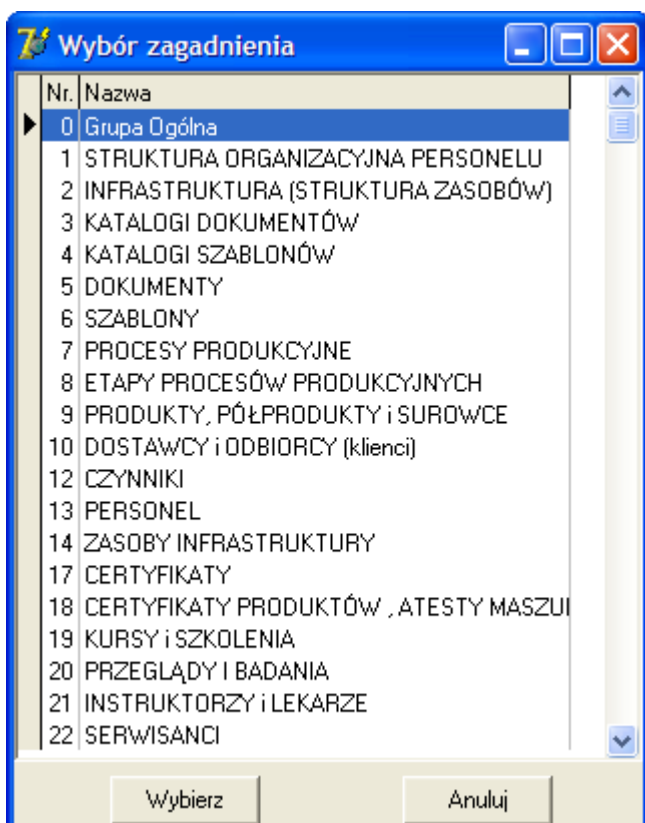 Wybór zagadnienia
Nr. Nazwa
0 Grupa Ogólna
1 STRUKTURA ORGANIZACYJNA PERSONELU
2 INFRASTRUKTURA (STRUKTURA ZASOBÓW)
3 KATALOGI DOKUMENTÓW
4 KATALOGI SZABLONÓW
5 DOKUMENTY
6 SZABLONY
7 PROCESY PRODUKCYJNE
8 ETAPY PROCESÓW PRODUKCYJNYCH
9 PRODUKTY, PÓŁPRODUKTY i SUROWCE
10 DOSTAWCY i ODBIORCY (klienci)
12 CZYNNIKI
13 PERSONEL
14 ZASOBY INFRASTRUKTURY
17 CERTYFIKATY
18 CERTYFIKATY PRODUKTÓW , ATESTY MASZU
19 KURSY i SZKOLENIA
20 PRZEGLĄDY I BADANIA
21 INSTRUKTORZY i LEKARZE
22 SERWISANCI
Wybierz Anuluj